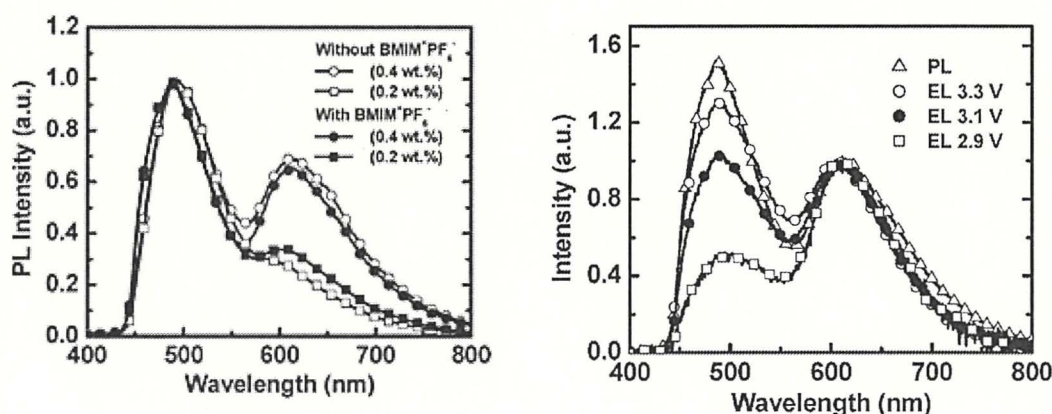 1.2
1.0
0.8
0.6
0.4
0.2
0.0
PL Intensity (a.u.)
Without BMIM⁺PF₆⁻
(0.4 wt.%)
(0.2 wt.%)
With BMIM⁺PF₆⁻
(0.4 wt.%)
(0.2 wt.%)
400 500 600 700 800
Wavelength (nm)
1.6
1.2
0.8
0.4
0.0
Intensity (a.u.)
PL
EL 3.3 V
EL 3.1 V
EL 2.9 V
400 500 600 700 800
Wavelength (nm)